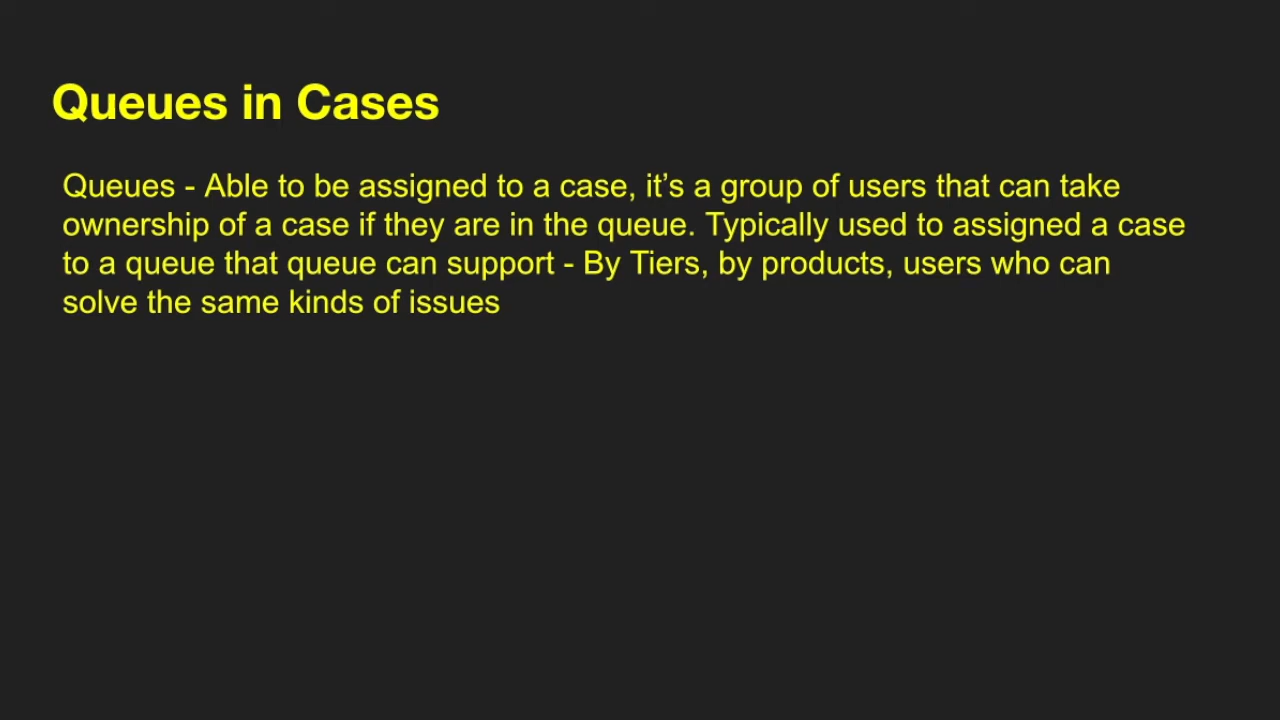 Queues in Cases
Queues - Able to be assigned to a case, it’s a group of users that can take
ownership of a case if they are in the queue. Typically used to assigned a case
to a queue that queue can support - By Tiers, by products, users who can
solve the same kinds of issues